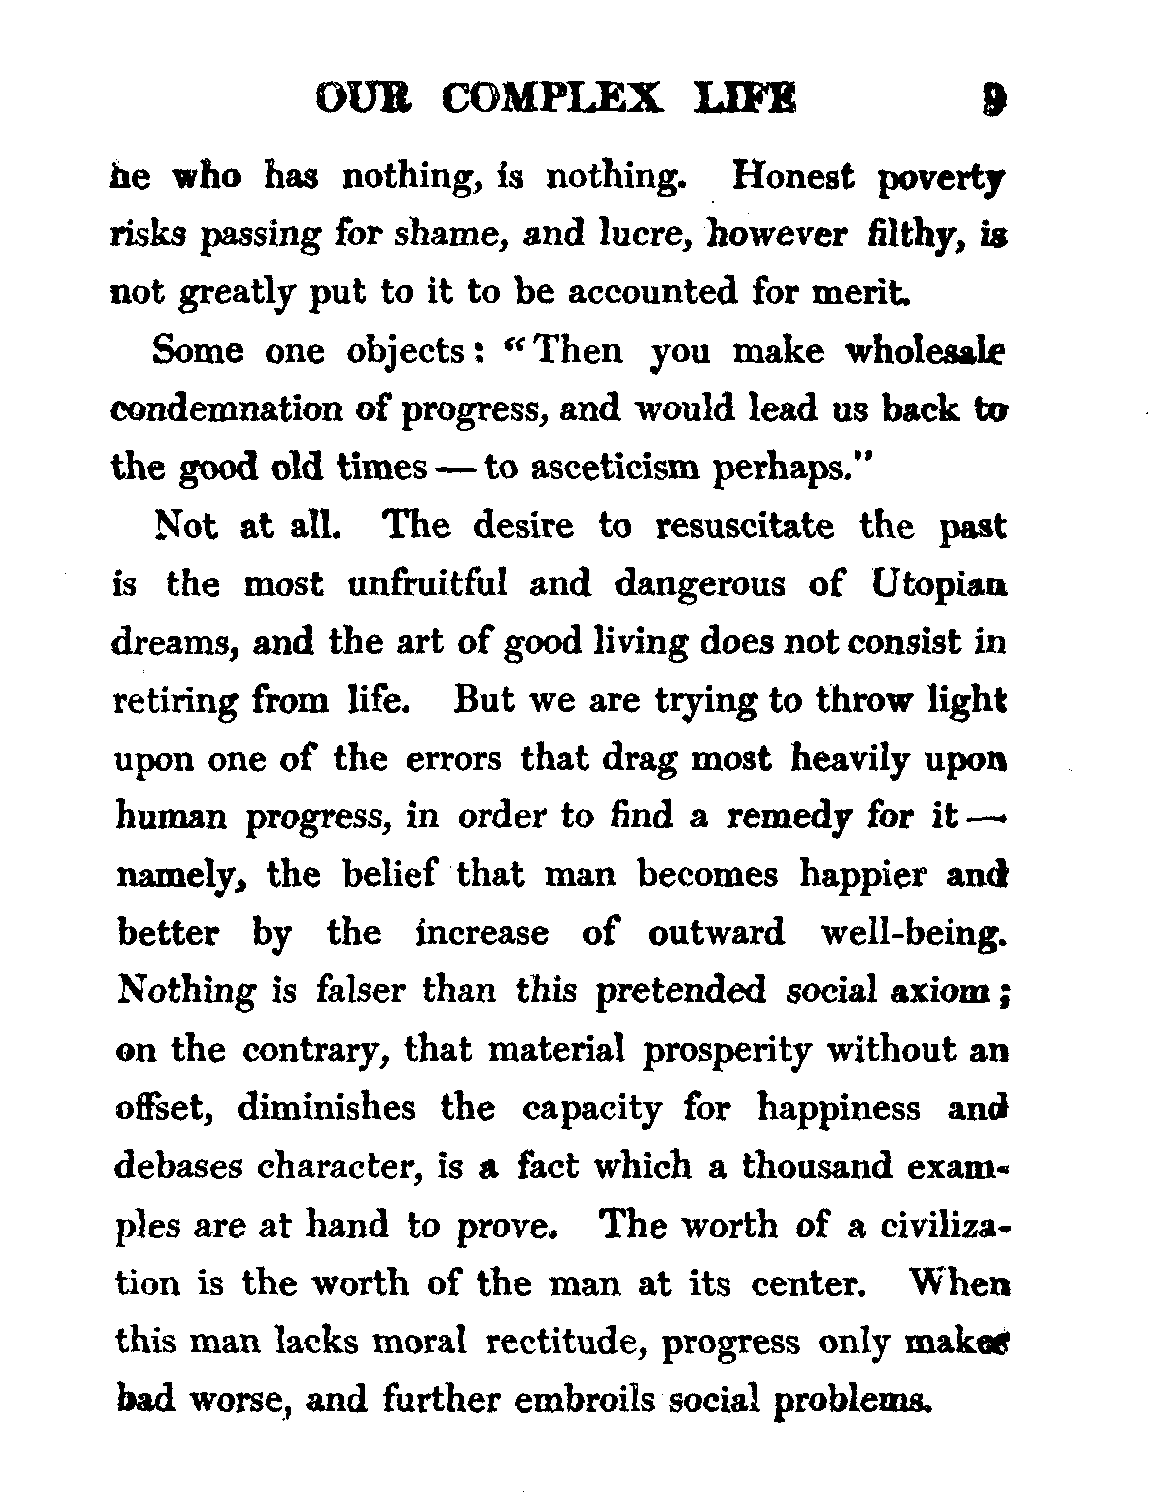 OUR COMPLEX LIFE 9
he who has nothing, is nothing. Honest poverty
risks passing for shame, and lucre, however filthy, is
not greatly put to it to be accounted for merit.
Some one objects: “Then you make wholesale
condemnation of progress, and would lead us back to
the good old times — to asceticism perhaps.”
Not at all. The desire to resuscitate the past
is the most unfruitful and dangerous of Utopian
dreams, and the art of good living does not consist in
retiring from life. But we are trying to throw light
upon one of the errors that drag most heavily upon
human progress, in order to find a remedy for it —
namely, the belief that man becomes happier and
better by the increase of outward well-being.
Nothing is falser than this pretended social axiom;
on the contrary, that material prosperity without an
offset, diminishes the capacity for happiness and
debases character, is a fact which a thousand exam-
ples are at hand to prove. The worth of a civiliza-
tion is the worth of the man at its center. When
this man lacks moral rectitude, progress only makes
bad worse, and further embroils social problems.